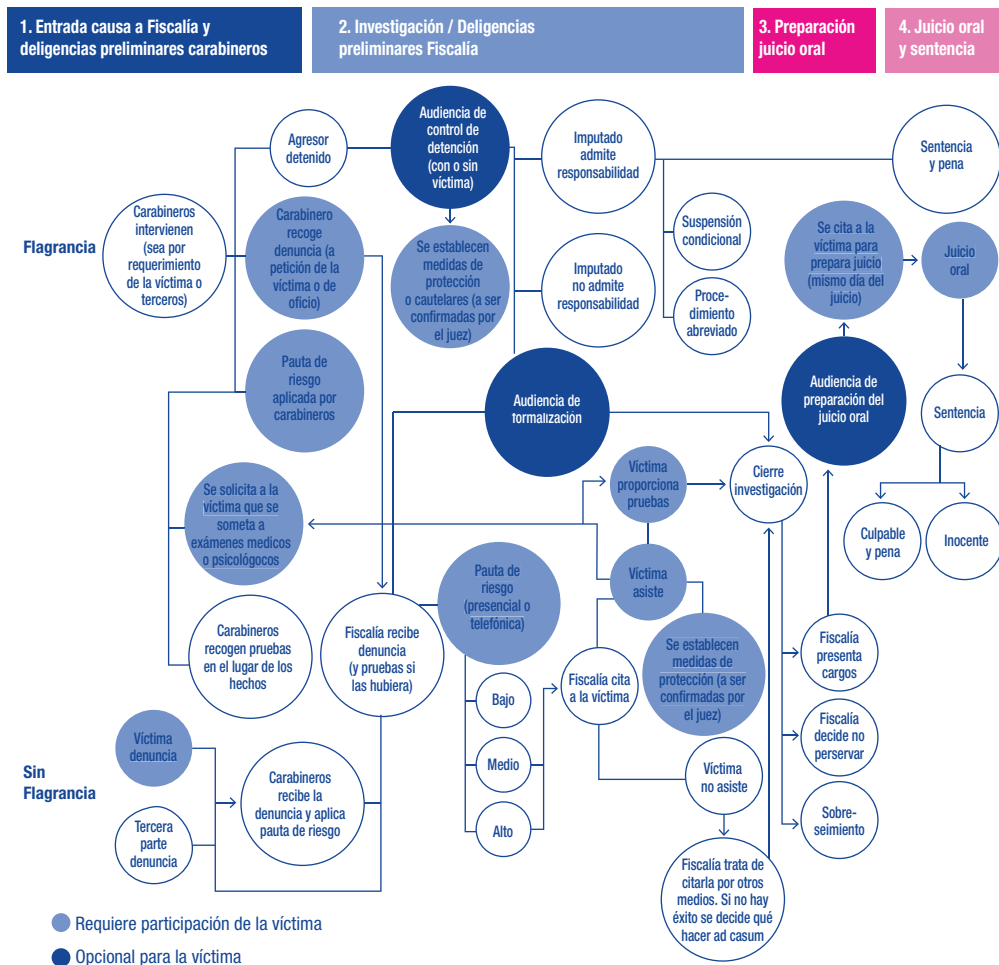 1. Entrada causa a Fiscalía y
deligencias preliminares carabineros
2. Investigación / Deligencias
preliminares Fiscalía
3. Preparación
juicio oral
4. Juicio oral
y sentencia
Flagrancia
Carabineros
intervienen
(sea por
requerimiento
de la víctima o
terceros)
Agresor
detenido
Carabinero
recoge
denuncia (a
petición de la
víctima o de
oficio)
Pauta de
riesgo
aplicada por
carabineros
Se solicita a la
víctima que se
someta a
exámenes medicos
o psicológocos
Carabineros
recogen pruebas
en el lugar de los
hechos
Audiencia de
control de
detención
(con o sin
víctima)
Se establecen
medidas de
protección
o cautelares (a ser
confirmadas por
el juez)
Imputado
admite
responsabilidad
Imputado
no admite
responsabilidad
Suspensión
condicional
Proce-
dimiento
abreviado
Sentencia
y pena
Se cita a la
víctima para
prepara juicio
(mismo día del
juicio)
Juicio
oral
Audiencia de
formalización
Audiencia de
preparación del
juicio oral
Sentencia
Culpable
y pena
Inocente
Víctima
proporciona
pruebas
Cierre
investigación
Víctima
asiste
Pauta de
riesgo
(presencial o
telefónica)
Fiscalía recibe
denuncia
(y pruebas si
las hubiera)
Bajo
Medio
Alto
Fiscalía cita
a la víctima
Se establecen
medidas de
protección (a ser
confirmadas por
el juez)
Víctima
no asiste
Fiscalía trata de
citarla por otros
medios. Si no hay
éxito se decide qué
hacer ad casum
Fiscalía
presenta
cargos
Fiscalía
decide no
perservar
Sobre-
seimiento
Sin
Flagrancia
Víctima
denuncia
Tercera
parte
denuncia
Carabineros
recibe la
denuncia y aplica
pauta de riesgo
Requiere participación de la víctima
Opcional para la víctima